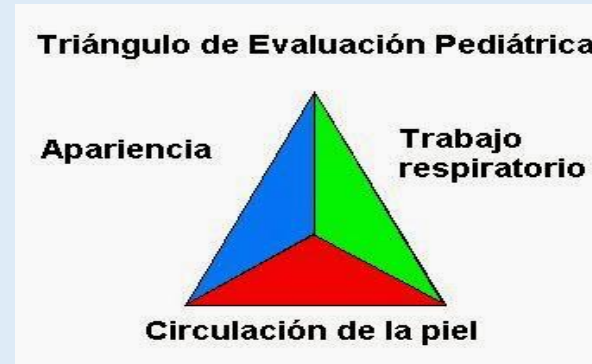 Triángulo de Evaluación Pediátrica
Apariencia
Trabajo
respiratorio
Circulación de la piel